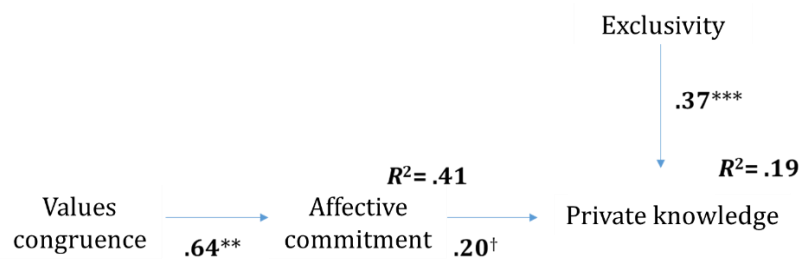 Exclusivity
.37***
R²= .41
R²= .19
Values
congruence
.64**
Affective
commitment
.20†
Private knowledge